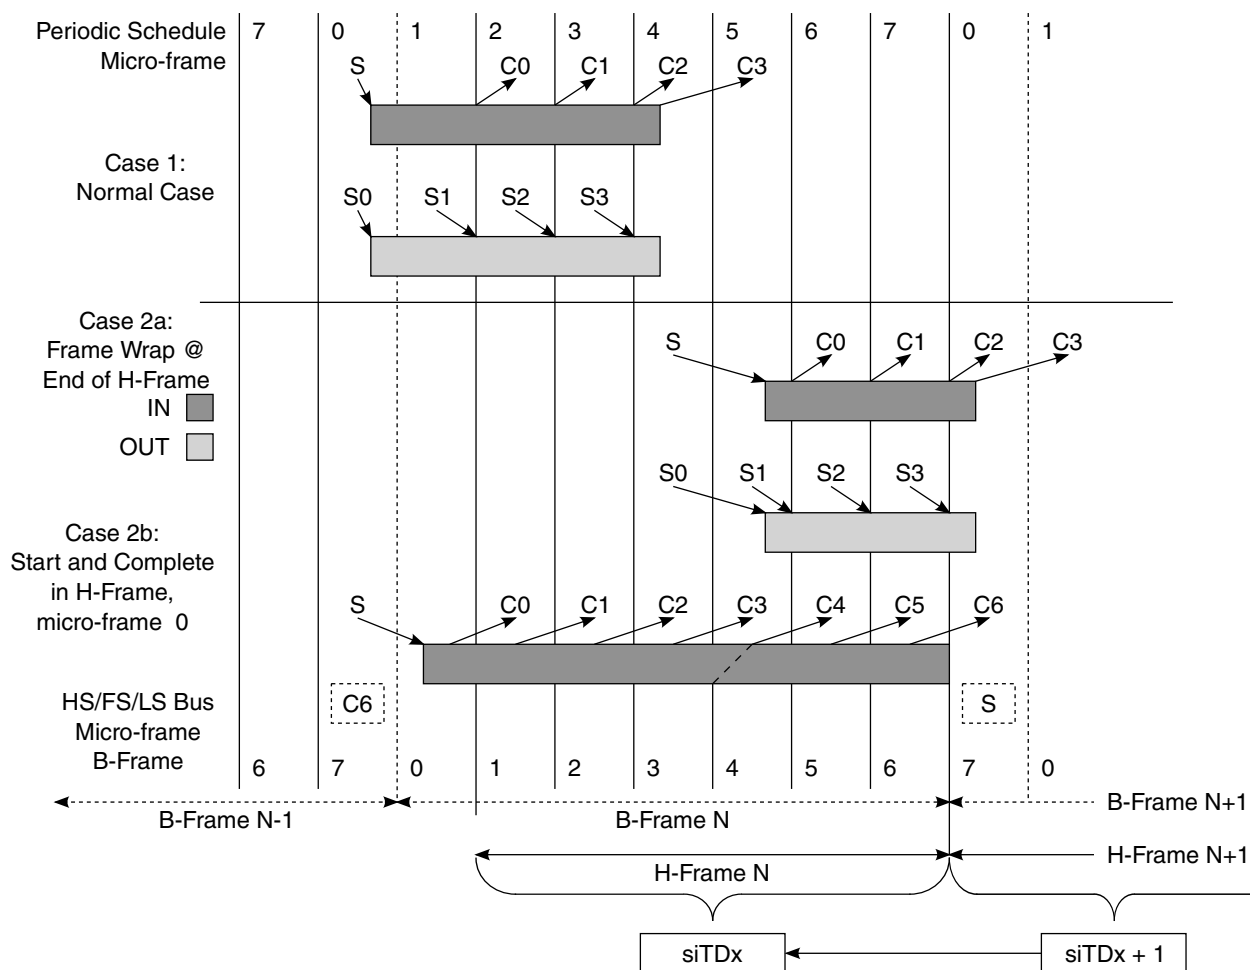 Periodic Schedule
Micro-frame
7 0 1 2 3 4 5 6 7 0 1
S C0 C1 C2 C3
Case 1:
Normal Case
S0 S1 S2 S3
Case 2a:
Frame Wrap @
End of H-Frame
IN
OUT
S C0 C1 C2 C3
S0 S1 S2 S3
Case 2b:
Start and Complete
in H-Frame,
micro-frame 0
S C0 C1 C2 C3 C4 C5 C6
C6 S
HS/FS/LS Bus
Micro-frame
B-Frame
6 7 0 1 2 3 4 5 6 7 0
B-Frame N-1 B-Frame N B-Frame N+1
H-Frame N H-Frame N+1
siTDx siTDx + 1